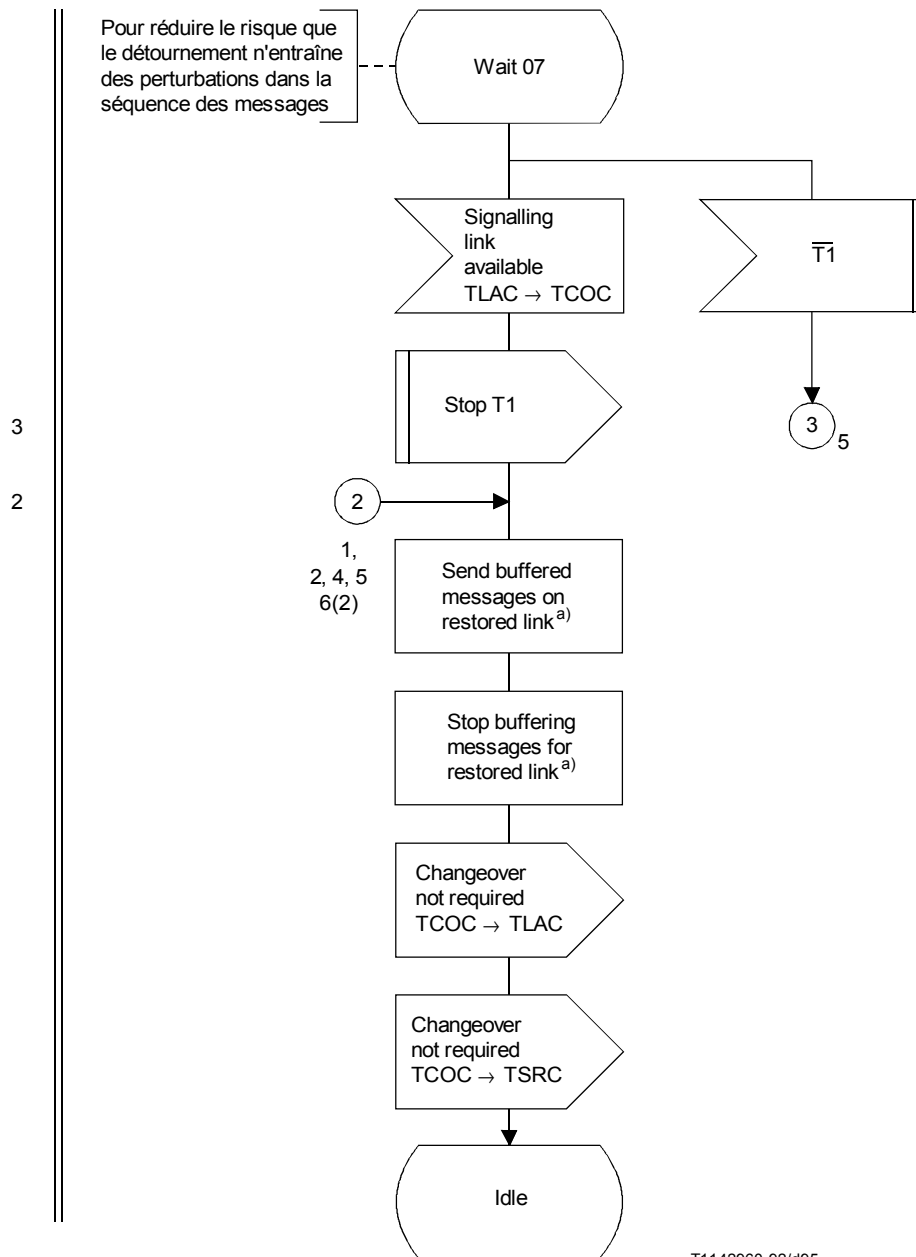 Pour réduire le risque que
le détournement n'entraîne
des perturbations dans la
séquence des messages
Wait 07
Signalling
link
available
TLAC → TCOC
T1
Stop T1
3
3
5
2
2
1,
2, 4, 5
6(2)
Send buffered
messages on
restored link a)
Stop buffering
messages for
restored link a)
Changeover
not required
TCOC → TLAC
Changeover
not required
TCOC → TSRC
Idle